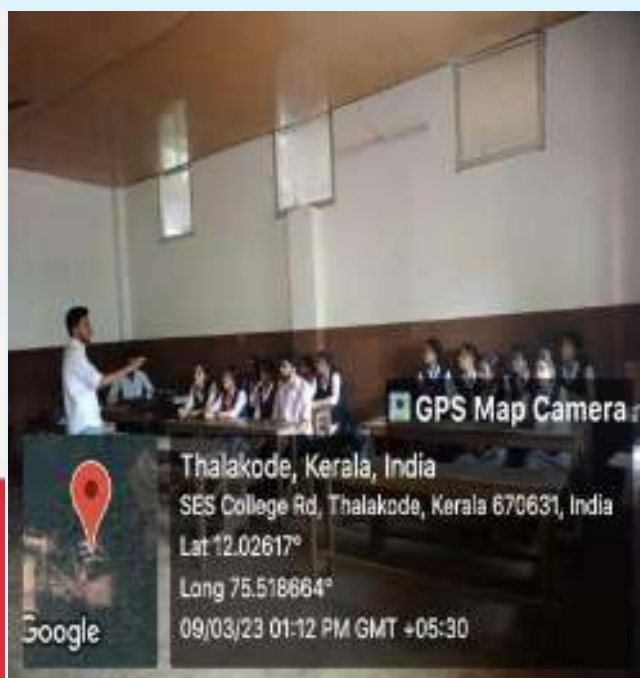 GPS Map Camera
Thalakode, Kerala, India
SES College Rd, Thalakode, Kerala 670631, India
Lat 12.02617°
Long 75.518664°
09/03/23 01:12 PM GMT +05:30
Google